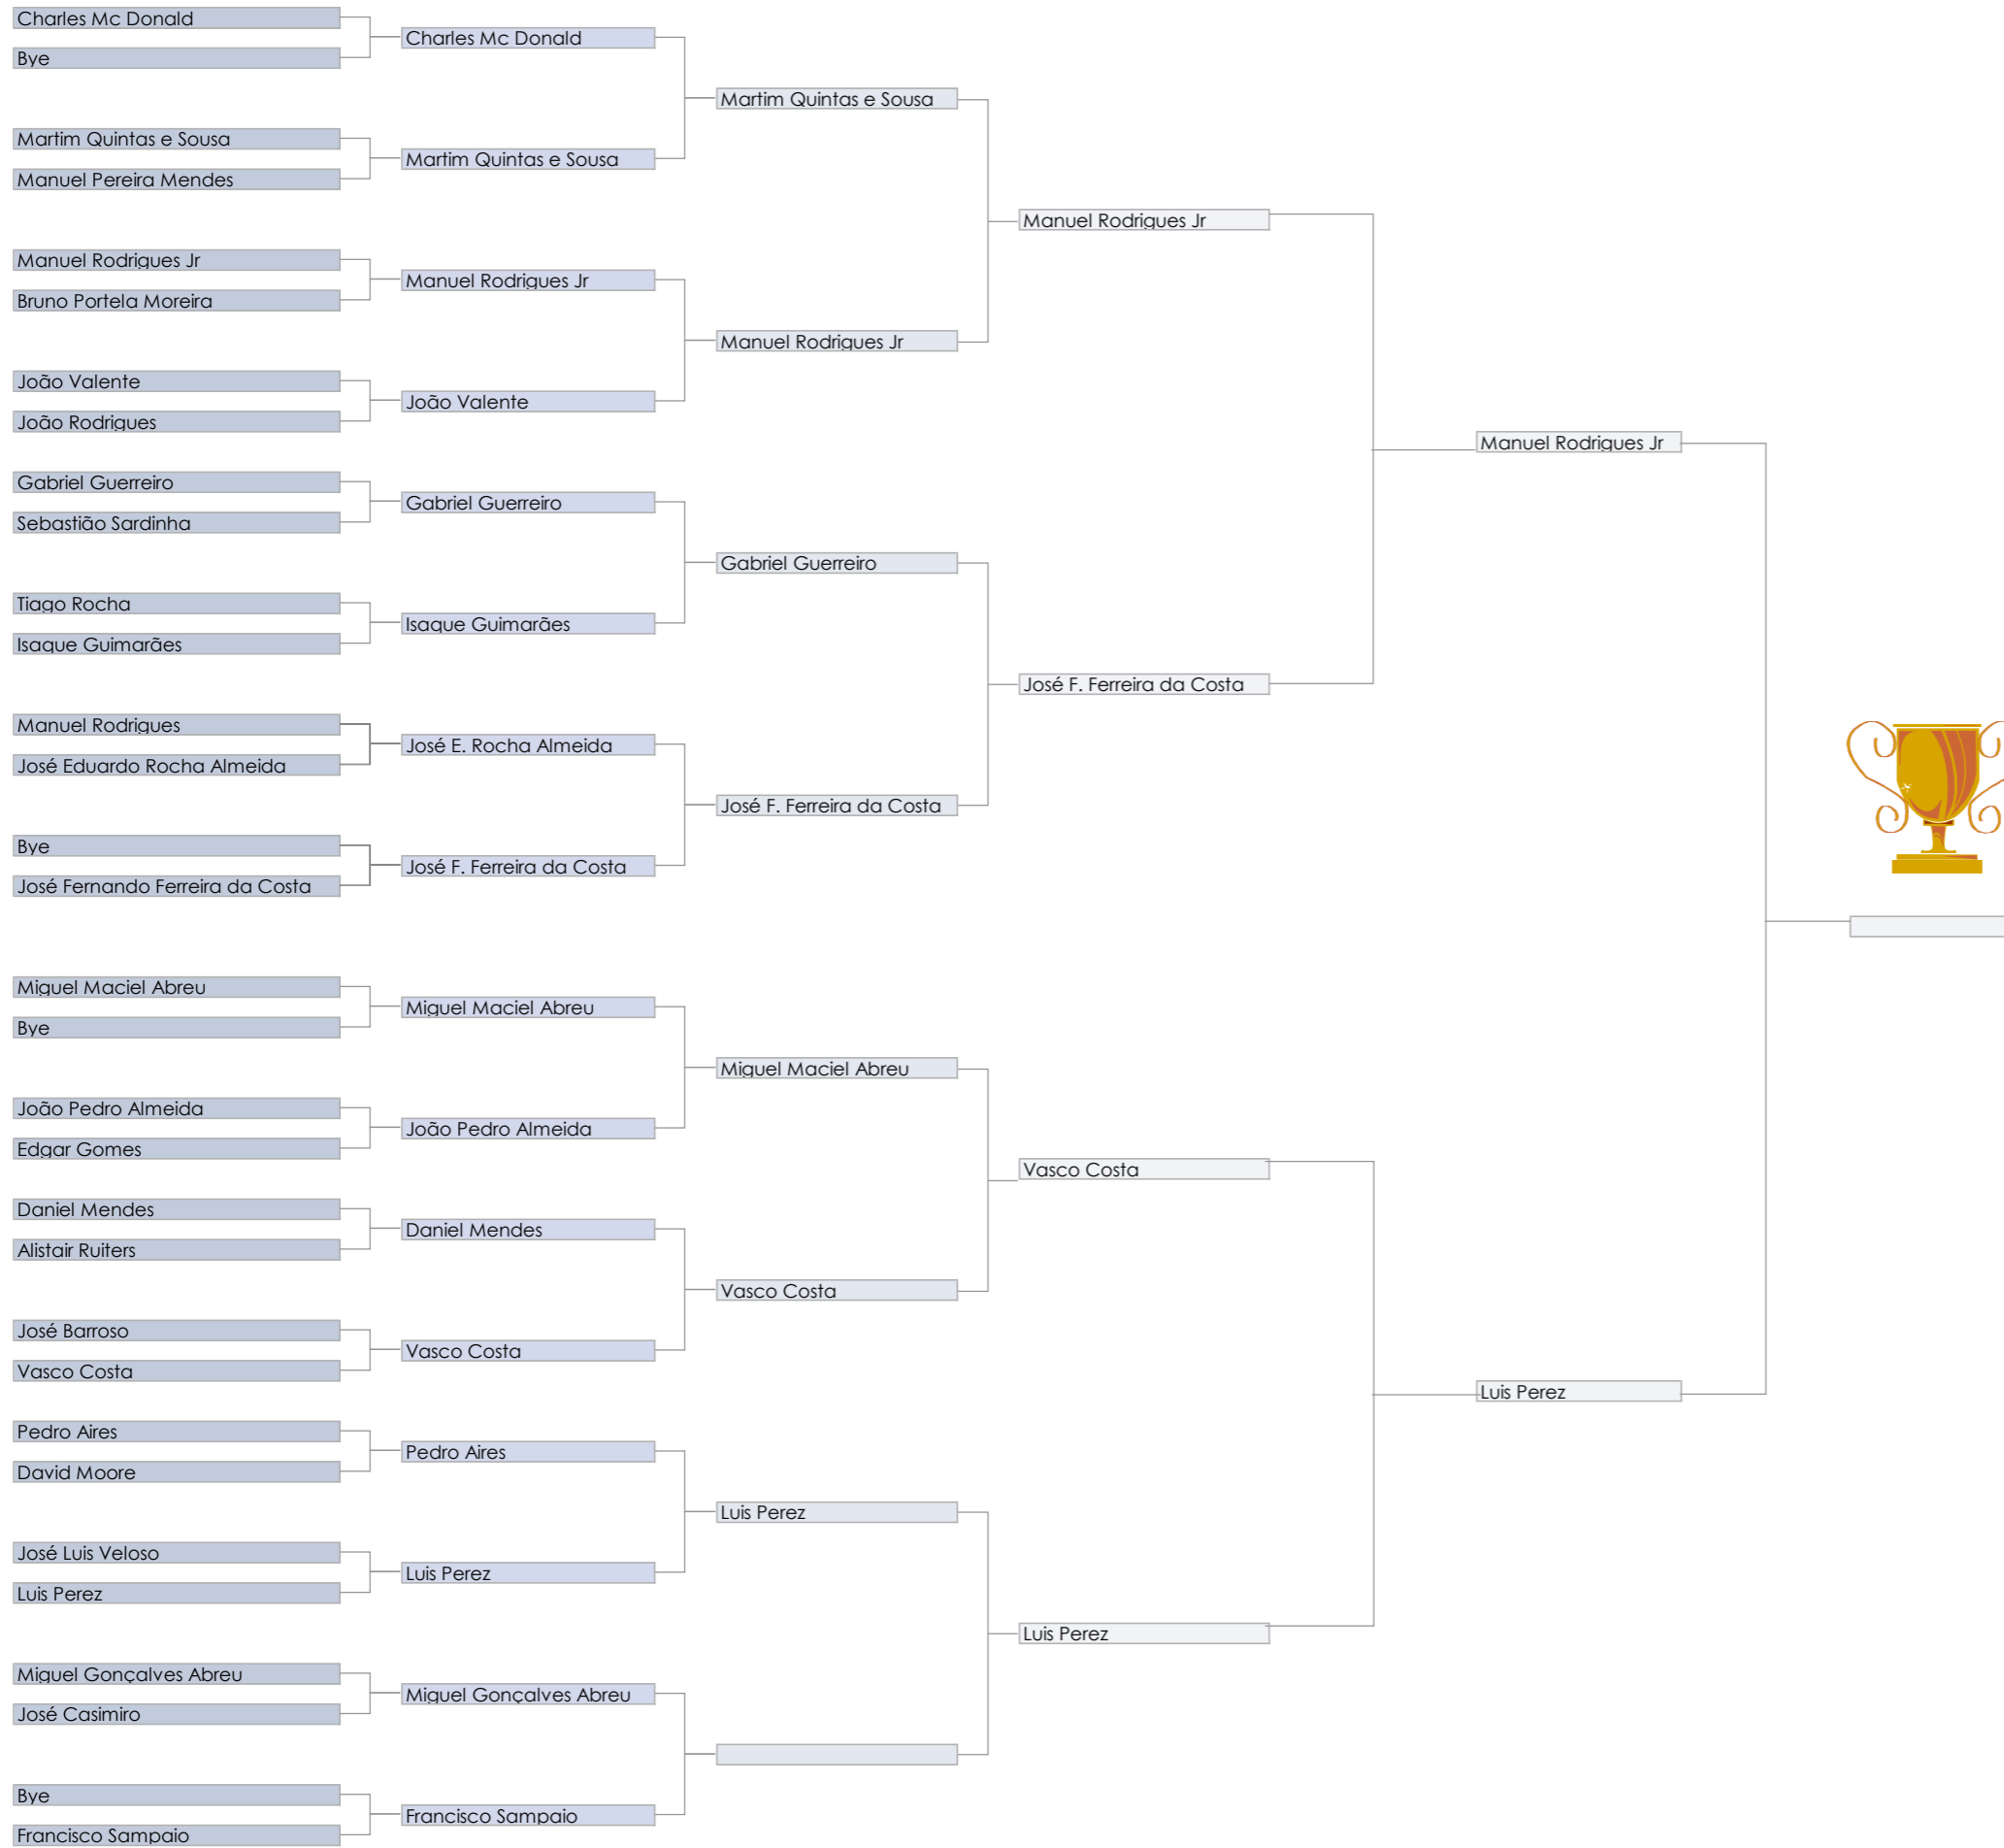 Charles Mc Donald
Bye
Martim Quintas e Sousa
Manuel Pereira Mendes
Manuel Rodrigues Jr
Bruno Portela Moreira
João Valente
João Rodrigues
Gabriel Guerreiro
Sebastião Sardinha
Tiago Rocha
Isaque Guimarães
Manuel Rodrigues
José Eduardo Rocha Almeida
Bye
José Fernando Ferreira da Costa
Miguel Maciel Abreu
Bye
João Pedro Almeida
Edgar Gomes
Daniel Mendes
Alistair Ruiters
José Barroso
Vasco Costa
Pedro Aires
David Moore
José Luis Veloso
Luis Perez
Miguel Gonçalves Abreu
José Casimiro
Bye
Francisco Sampaio
Charles Mc Donald
Martim Quintas e Sousa
Manuel Rodrigues Jr
João Valente
Gabriel Guerreiro
Isaque Guimarães
José E. Rocha Almeida
José F. Ferreira da Costa
Miguel Maciel Abreu
João Pedro Almeida
Daniel Mendes
Vasco Costa
Pedro Aires
Luis Perez
Miguel Gonçalves Abreu
Francisco Sampaio
Martim Quintas e Sousa
Manuel Rodrigues Jr
Gabriel Guerreiro
José F. Ferreira da Costa
Miguel Maciel Abreu
Vasco Costa
Luis Perez
Manuel Rodrigues Jr
José F. Ferreira da Costa
Vasco Costa
Luis Perez
Manuel Rodrigues Jr
Luis Perez